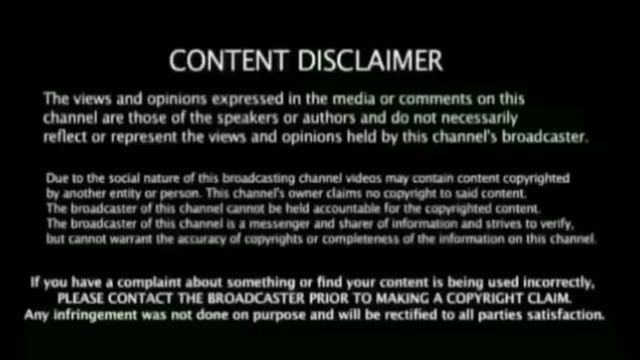 CONTENT DISCLAIMER
The views and opinions expressed in the media or comments on this
channel are those of the speakers or authors and do not necessarily
reflect or represent the views and opinions held by this channel's broadcaster.
Due to the social nature of this broadcasting channel videos may contain content copyrighted
by another entity or person. This channel's owner claims no copyright to said content.
The broadcaster of this channel cannot be held accountable for the copyrighted content.
The broadcaster of this channel is a messenger and sharer of information and strives to verify,
but cannot warrant the accuracy of copyrights or completeness of the information on this channel.
If you have a complaint about something or find your content is being used incorrectly,
PLEASE CONTACT THE BROADCASTER PRIOR TO MAKING A COPYRIGHT CLAIM.
Any infringement was not done on purpose and will be rectified to all parties satisfaction.